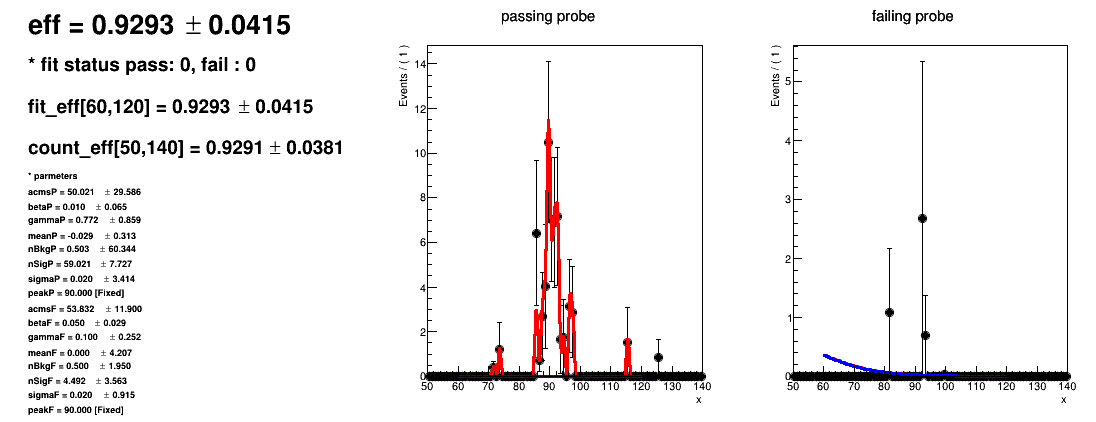 eff = 0.9293 ± 0.0415
* fit status pass: 0, fail : 0
fit_eff[60,120] = 0.9293 ± 0.0415
count_eff[50,140] = 0.9291 ± 0.0381
* parmeters
acmsP = 50.021 ± 29.586
betaP = 0.010 ± 0.065
gammaP = 0.772 ± 0.859
meanP = -0.029 ± 0.313
nBkgP = 0.503 ± 60.344
nSigP = 59.021 ± 7.727
sigmaP = 0.020 ± 3.414
peakP = 90.000 [Fixed]
acmsF = 53.832 ± 11.900
betaF = 0.050 ± 0.029
gammaF = 0.100 ± 0.252
meanF = 0.000 ± 4.207
nBkgF = 0.500 ± 1.950
nSigF = 4.492 ± 3.563
sigmaF = 0.020 ± 0.915
peakF = 90.000 [Fixed]
passing probe
Events / ( 1 )
14
12
10
8
6
4
2
0
50 60 70 80 90 100 110 120 130 140
x
failing probe
Events / ( 1 )
5
4
3
2
1
0
50 60 70 80 90 100 110 120 130 140
x